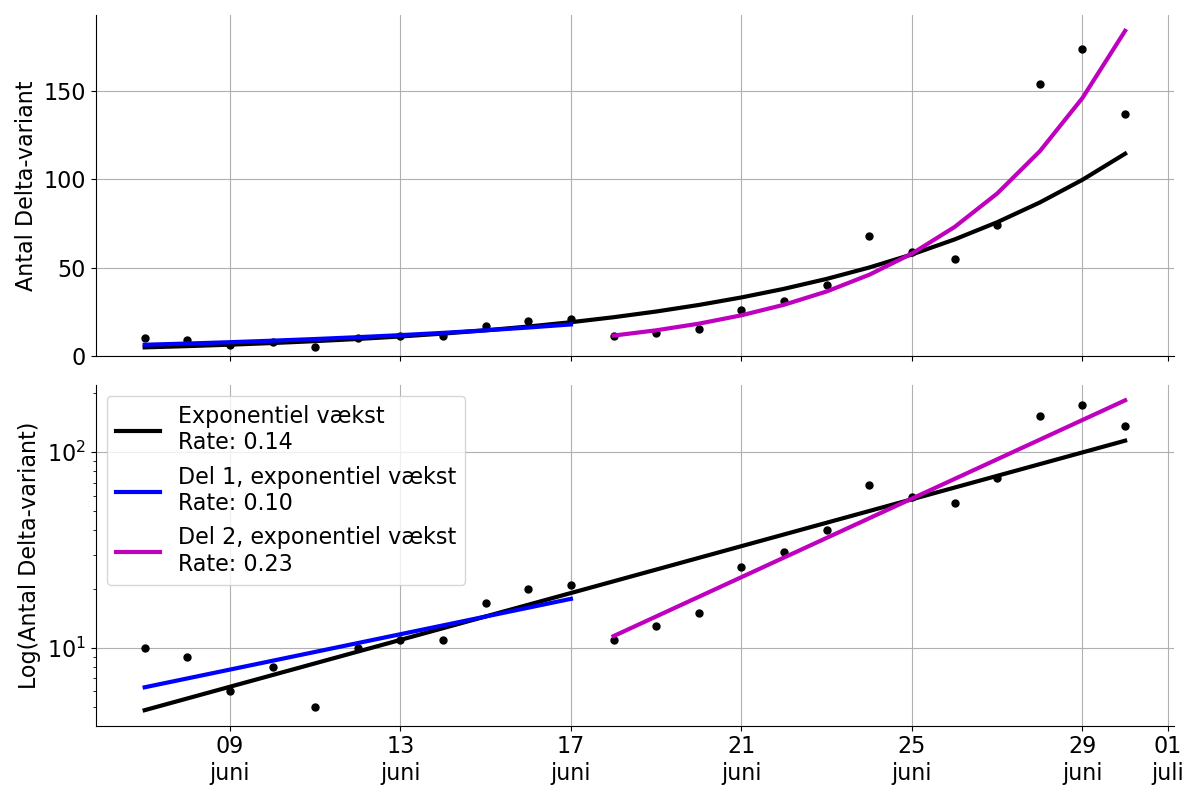 Antal Delta-variant
150
100
50
0
Log(Antal Delta-variant)
10²
10¹
Exponentiel vækst
Rate: 0.14
Del 1, exponentiel vækst
Rate: 0.10
Del 2, exponentiel vækst
Rate: 0.23
09 13 17 21 25 29 01
juni juni juni juni juni juni juli